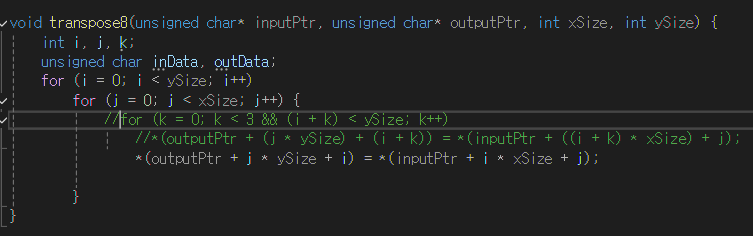 void transpose8(unsigned char* inputPtr, unsigned char* outputPtr, int xSize, int ySize) {
int i, j, k;
unsigned char inData, outData;
for (i = 0; i < ySize; i++)
for (j = 0; j < xSize; j++) {
//for (k = 0; k < 3 && (i + k) < ySize; k++)
//*(outputPtr + (j * ySize) + (i + k)) = *(inputPtr + ((i + k) * xSize) + j);
*(outputPtr + j * ySize + i) = *(inputPtr + i * xSize + j);
}
}